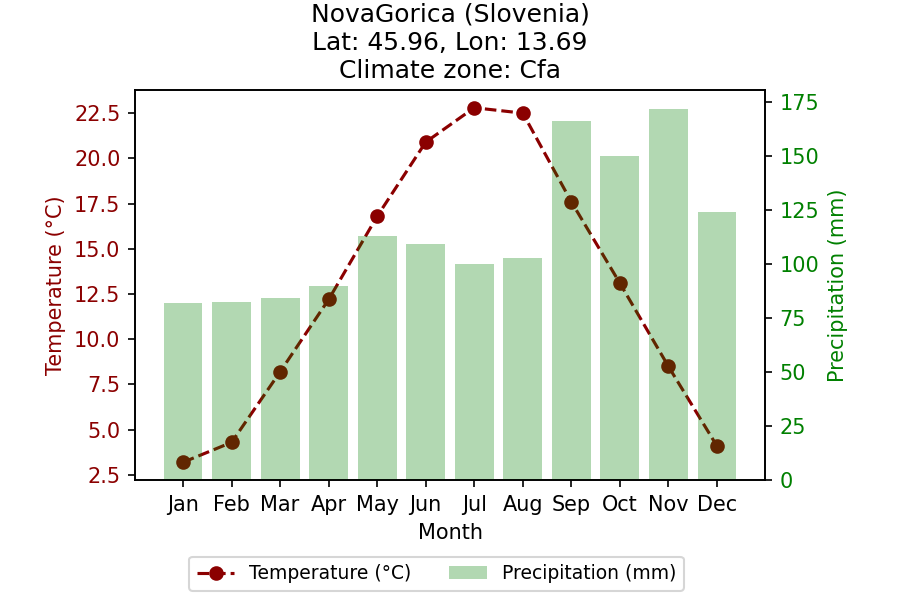 NovaGorica (Slovenia)
Lat: 45.96, Lon: 13.69
Climate zone: Cfa
22.5
20.0
17.5
15.0
12.5
10.0
7.5
5.0
2.5
Temperature (°C)
175
150
125
100
75
50
25
0
Precipitation (mm)
Jan Feb Mar Apr May Jun Jul Aug Sep Oct Nov Dec
Month
Temperature (°C) Precipitation (mm)